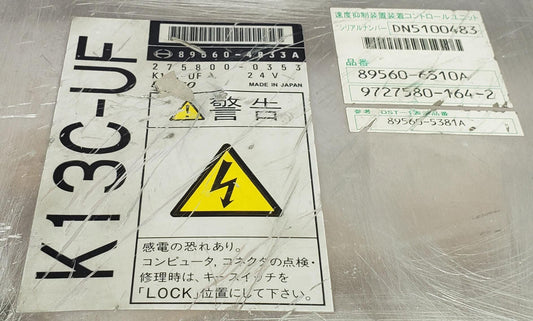 K13C-UF
89560-4833A
275800-0353
24V
MADE IN JAPAN
警告
感電の恐れあり。
コンピュータ、コネクタの点検・
修理時は、キースイッチを
「LOCK」位置にして下さい。
速度抑制装置装着コントロールユニット
シリアルナンバー DN5100483
品番
89560-6510A
9727580-164-2
89565-5381A